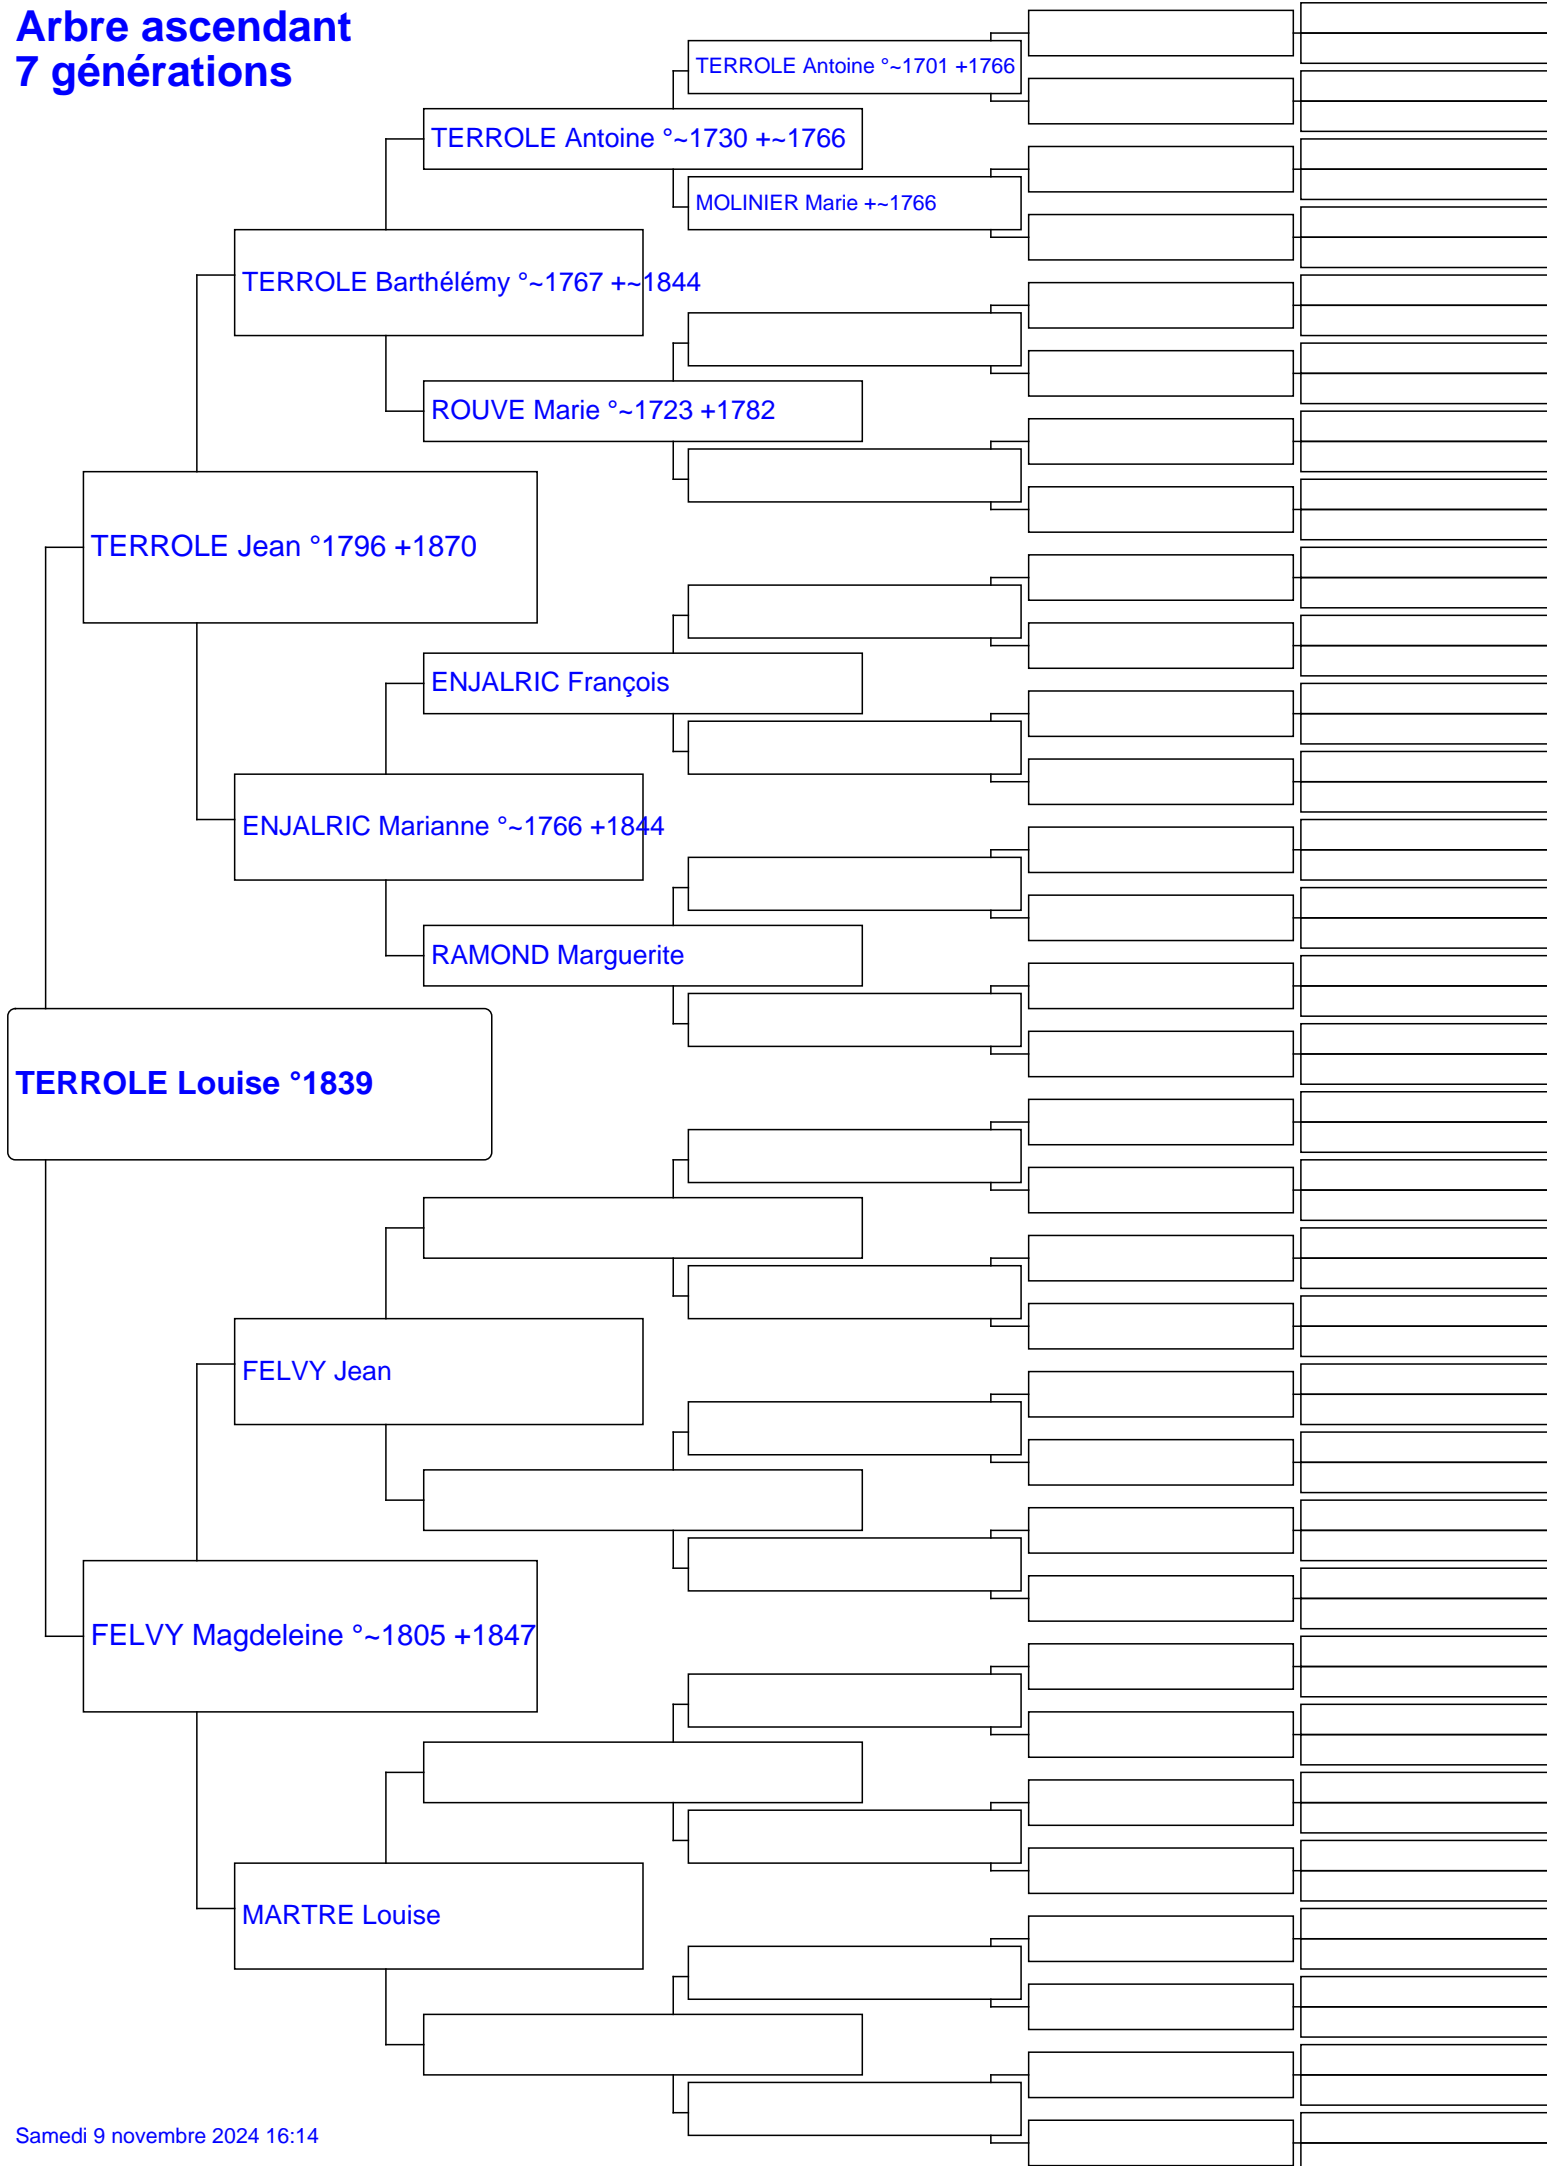 Arbre ascendant
7 générations
TERROLE Antoine °~1701 +1766
TERROLE Antoine °~1730 +~1766
MOLINIER Marie +~1766
TERROLE Barthélémy °~1767 +~1844
ROUVE Marie °~1723 +1782
TERROLE Jean °1796 +1870
ENJALRIC François
ENJALRIC Marianne °~1766 +1844
RAMOND Marguerite
TERROLE Louise °1839
FELVY Jean
FELVY Magdeleine °~1805 +1847
MARTRE Louise
Samedi 9 novembre 2024 16:14